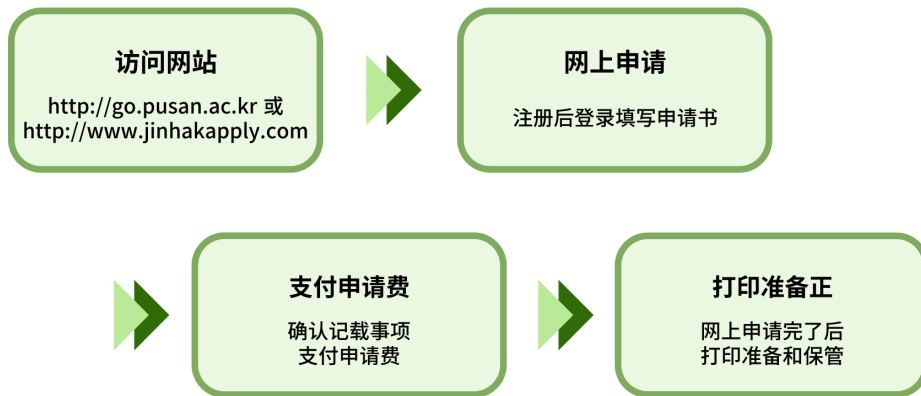 访问网站
http://go.pusan.ac.kr 或
http://www.jinhakapply.com
网上申请
注册后登录填写申请书
支付申请费
确认记载事项
支付申请费
打印准备正
网上申请完了后
打印准备和保管